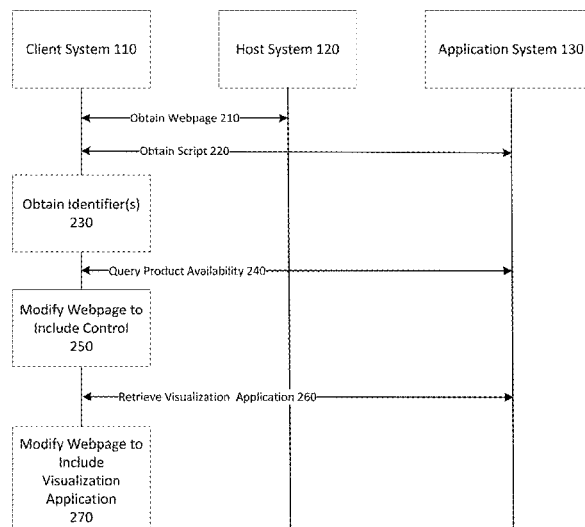 Client System 110
Host System 120
Application System 130
Obtain Webpage 210
Obtain Script 220
Obtain Identifier(s)
230
Query Product Availability 240
Modify Webpage to
Include Control
250
Retrieve Visualization Application 260
Modify Webpage to
Include
Visualization
Application
270